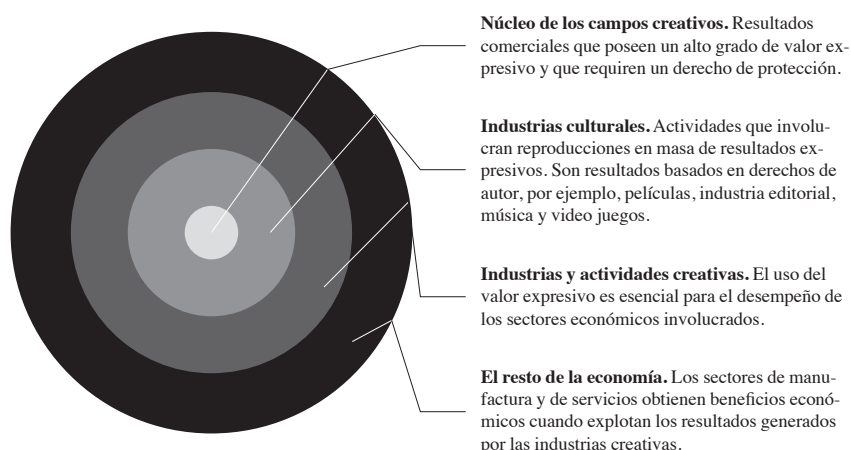 Núcleo de los campos creativos. Resultados
comerciales que poseen un alto grado de valor ex-
presivo y que requiren un derecho de protección.
Industrias culturales. Actividades que involu-
cran reproducciones en masa de resultados ex-
presivos. Son resultados basados en derechos de
autor, por ejemplo, películas, industria editorial,
música y video juegos.
Industrias y actividades creativas. El uso del
valor expresivo es esencial para el desempeño de
los sectores económicos involucrados.
El resto de la economía. Los sectores de manu-
factura y de servicios obtienen beneficios econó-
micos cuando explotan los resultados generados
por las industrias creativas.